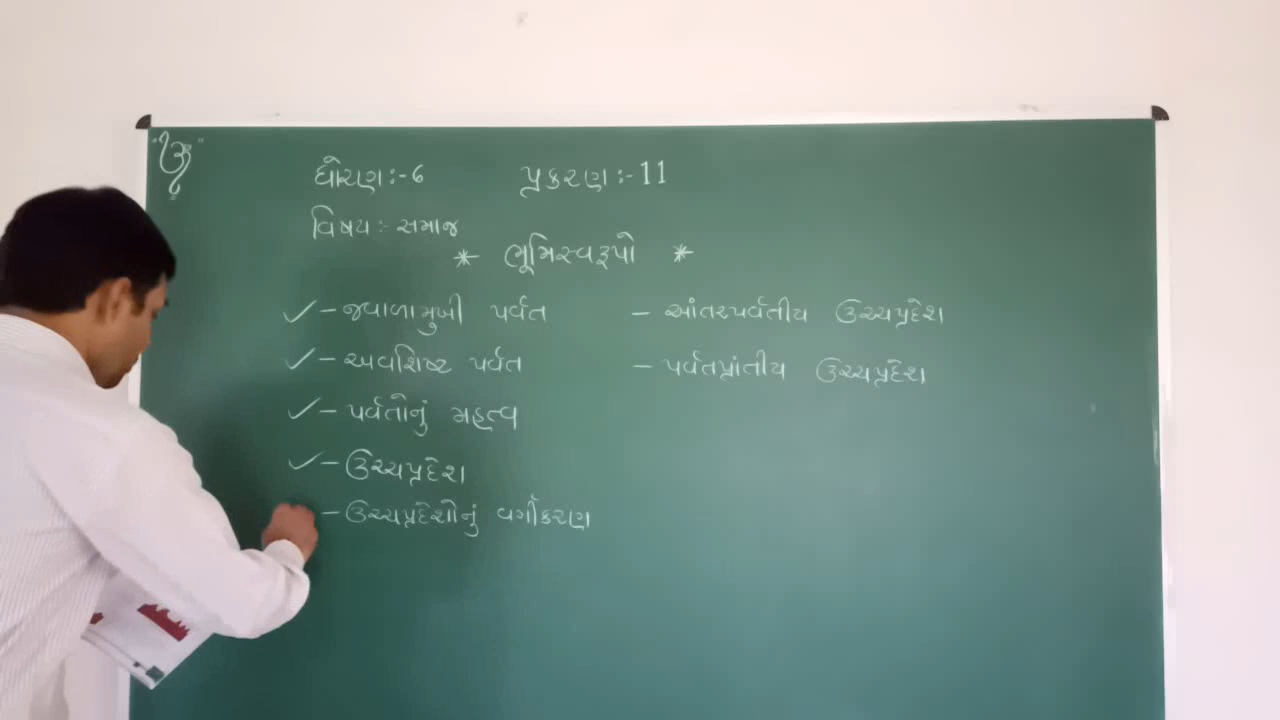 ૐ
ધોરણ:-6 પ્રકરણ:-11
વિષય:- સમાજ
* ભૂમિસ્વરૂપો *
✓ - જવાળામુખી પર્વત - આંતરપર્વતીય ઉચ્ચપ્રદેશ
✓ - અવશિષ્ટ પર્વત - પર્વતપ્રાંતીય ઉચ્ચપ્રદેશ
✓ - પર્વતોનું મહત્વ
✓ - ઉચ્ચપ્રદેશ
- ઉચ્ચપ્રદેશોનું વર્ગીકરણ